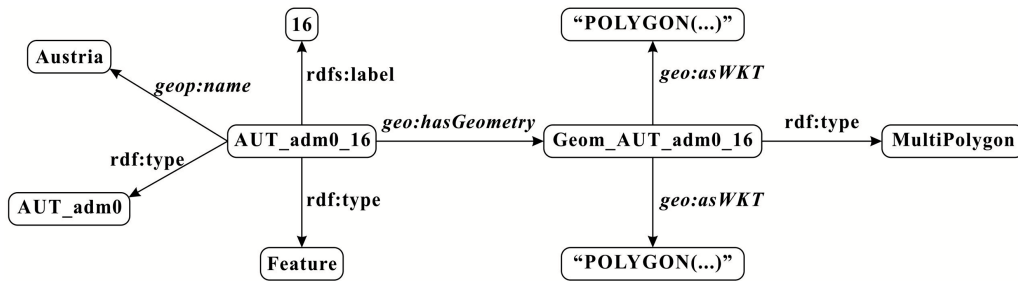 16
“POLYGON(...)”
Austria
geop:name
rdfs:label
geo:asWKT
AUT_adm0_16
geo:hasGeometry
Geom_AUT_adm0_16
rdf:type
MultiPolygon
rdf:type
AUT_adm0
rdf:type
geo:asWKT
Feature
“POLYGON(...)”